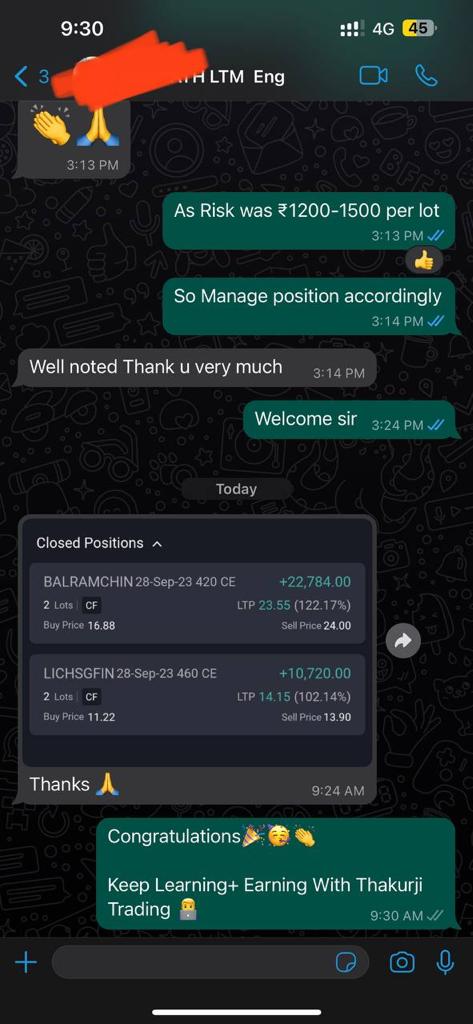 9:30
4G
45
3
LTM Eng
3:13 PM
As Risk was ₹1200-1500 per lot
3:13 PM
So Manage position accordingly
3:14 PM
Well noted Thank u very much
3:14 PM
Welcome sir
3:24 PM
Today
Closed Positions
BALRAMCHIN 28-Sep-23 420 CE +22,784.00
2 Lots CF LTP 23.55 (122.17%)
Buy Price 16.88 Sell Price 24.00
LICHSGFIN 28-Sep-23 460 CE +10,720.00
2 Lots CF LTP 14.15 (102.14%)
Buy Price 11.22 Sell Price 13.90
Thanks 🙏
9:24 AM
Congratulations🎉🥳👏
Keep Learning+ Earning With Thakurji
Trading 👨‍💻
9:30 AM